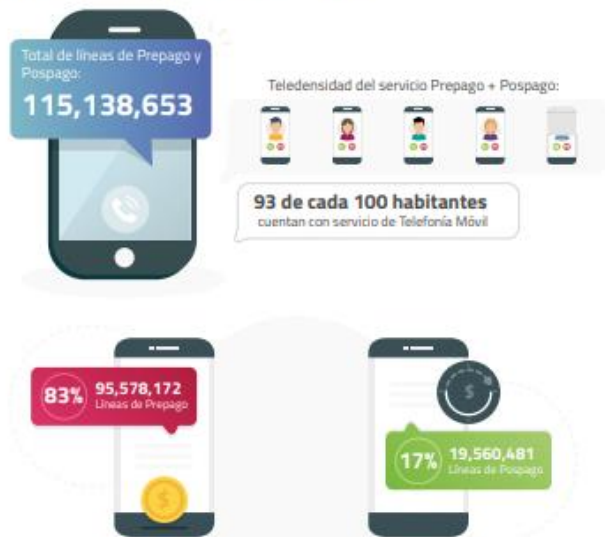 Total de líneas de Prepago y
Pospago:
115,138,653
Teledensidad del servicio Prepago + Pospago:
93 de cada 100 habitantes
cuentan con servicio de Telefonía Móvil
83%
95,578,172
Líneas de Prepago
$
$
17%
19,560,481
Líneas de Pospago